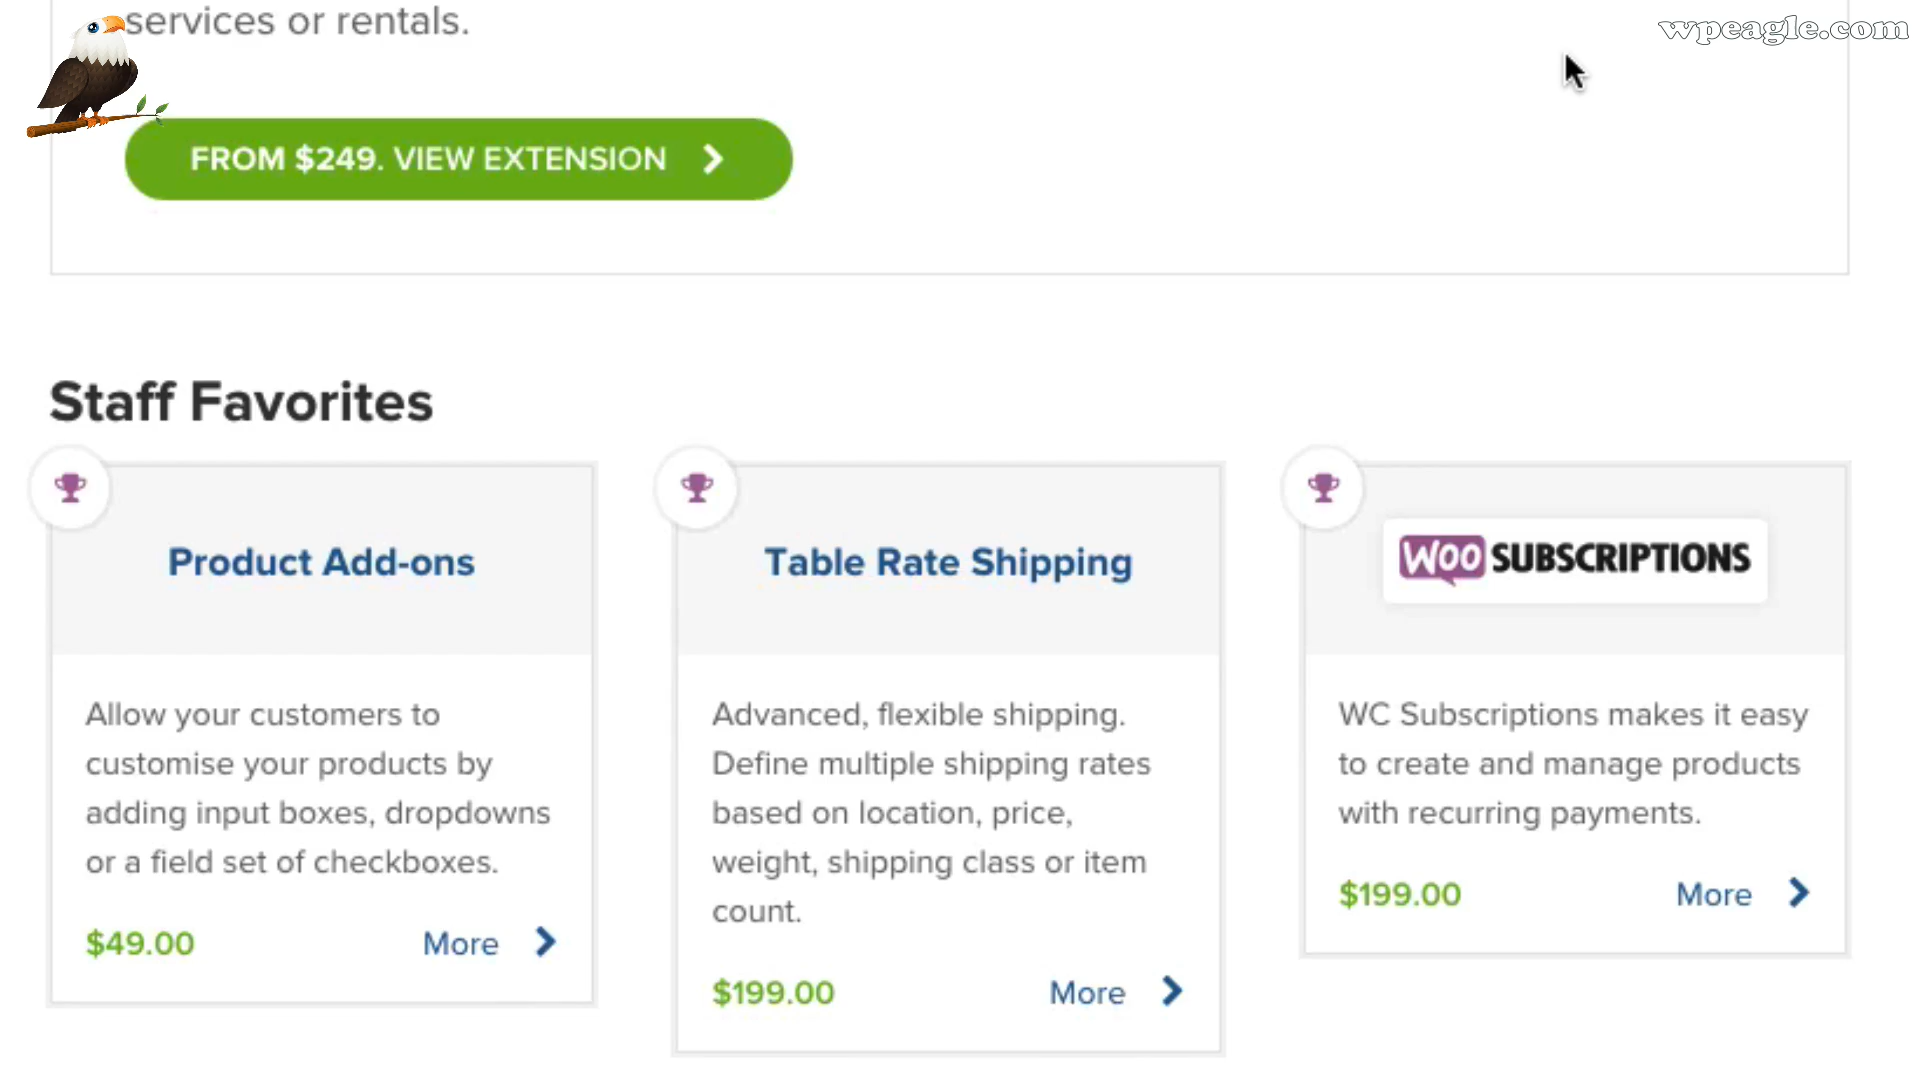 services or rentals.
wpeagle.com
FROM $249. VIEW EXTENSION
Staff Favorites
Product Add-ons
Allow your customers to
customise your products by
adding input boxes, dropdowns
or a field set of checkboxes.
$49.00 More
Table Rate Shipping
Advanced, flexible shipping.
Define multiple shipping rates
based on location, price,
weight, shipping class or item
count.
$199.00 More
WOO SUBSCRIPTIONS
WC Subscriptions makes it easy
to create and manage products
with recurring payments.
$199.00 More